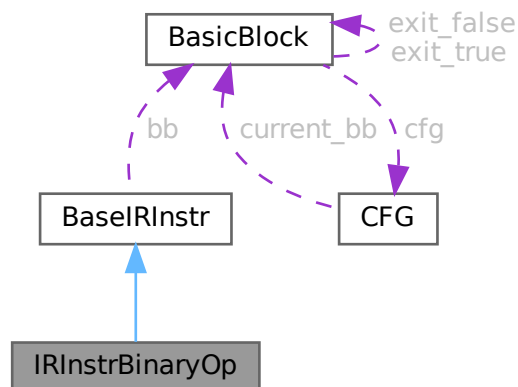 BasicBlock
exit_false
exit_true
bb
current_bb
cfg
BaseIRInstr
CFG
IRInstrBinaryOp